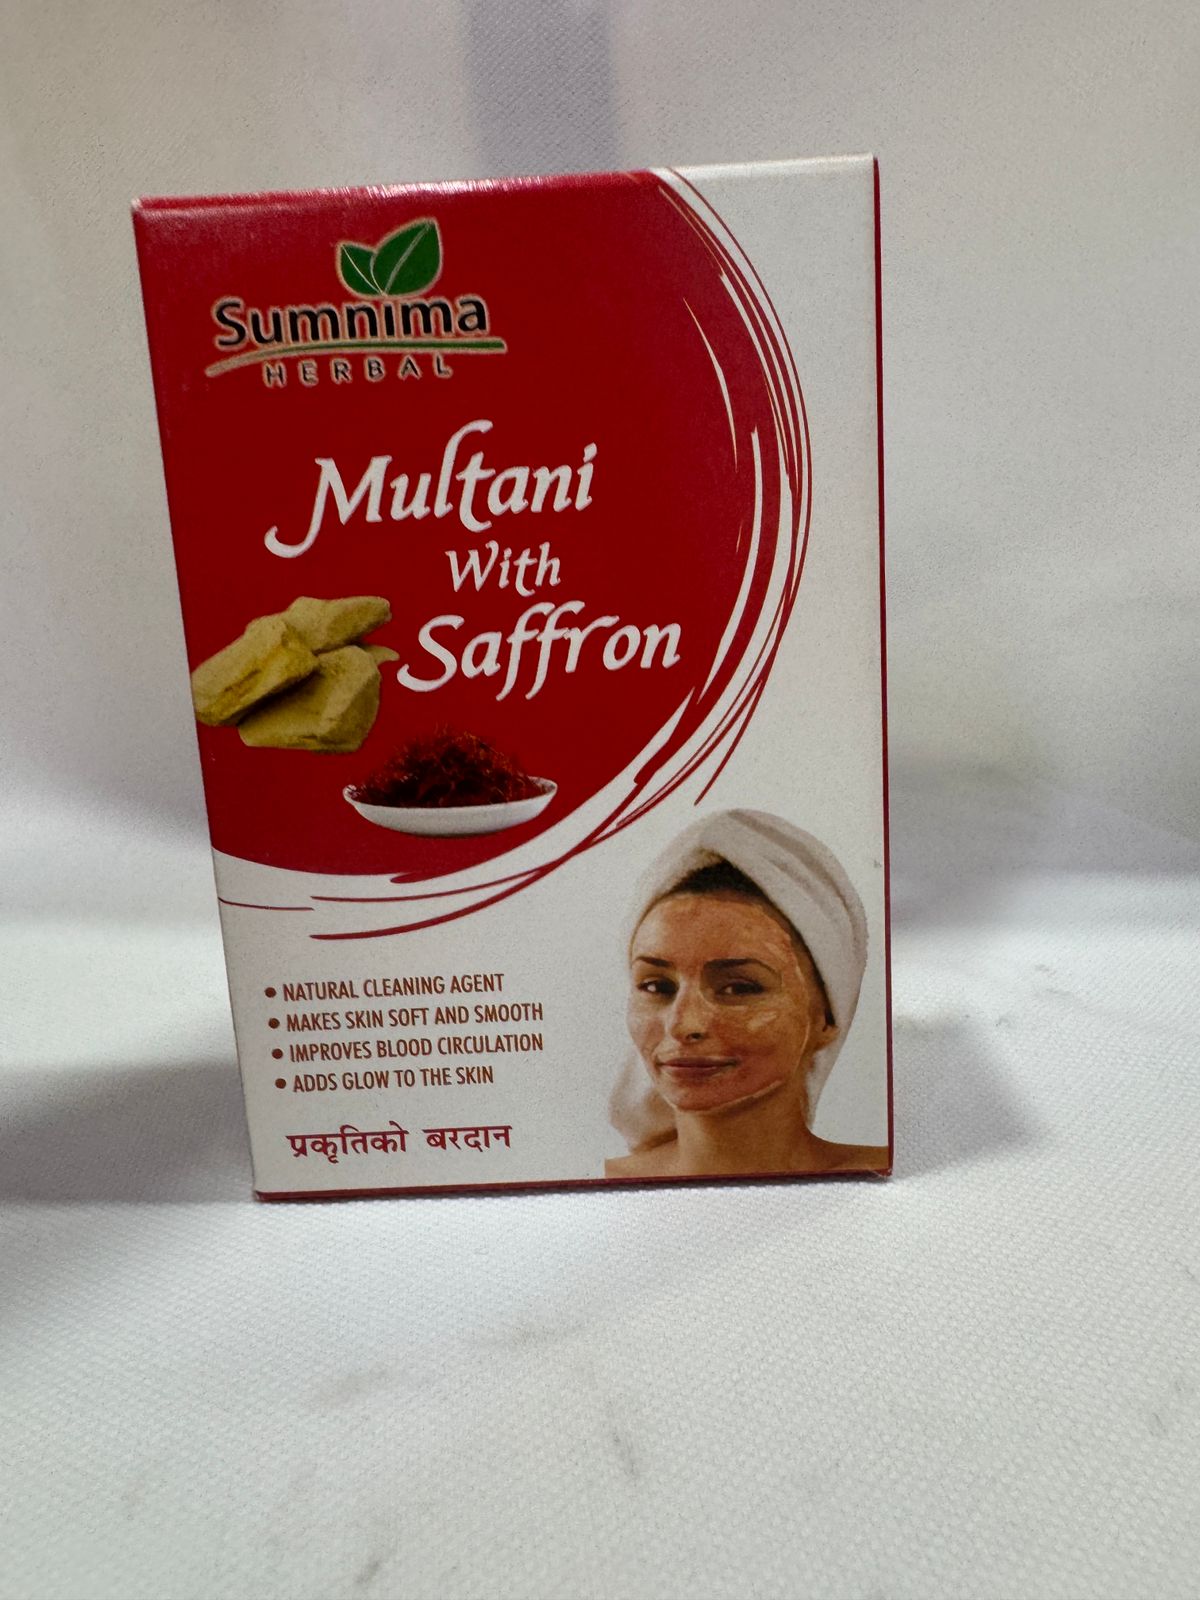 Sumnima
HERBAL
Multani
With
Saffron
• NATURAL CLEANING AGENT
• MAKES SKIN SOFT AND SMOOTH
• IMPROVES BLOOD CIRCULATION
• ADDS GLOW TO THE SKIN
प्रकृतिको बरदान